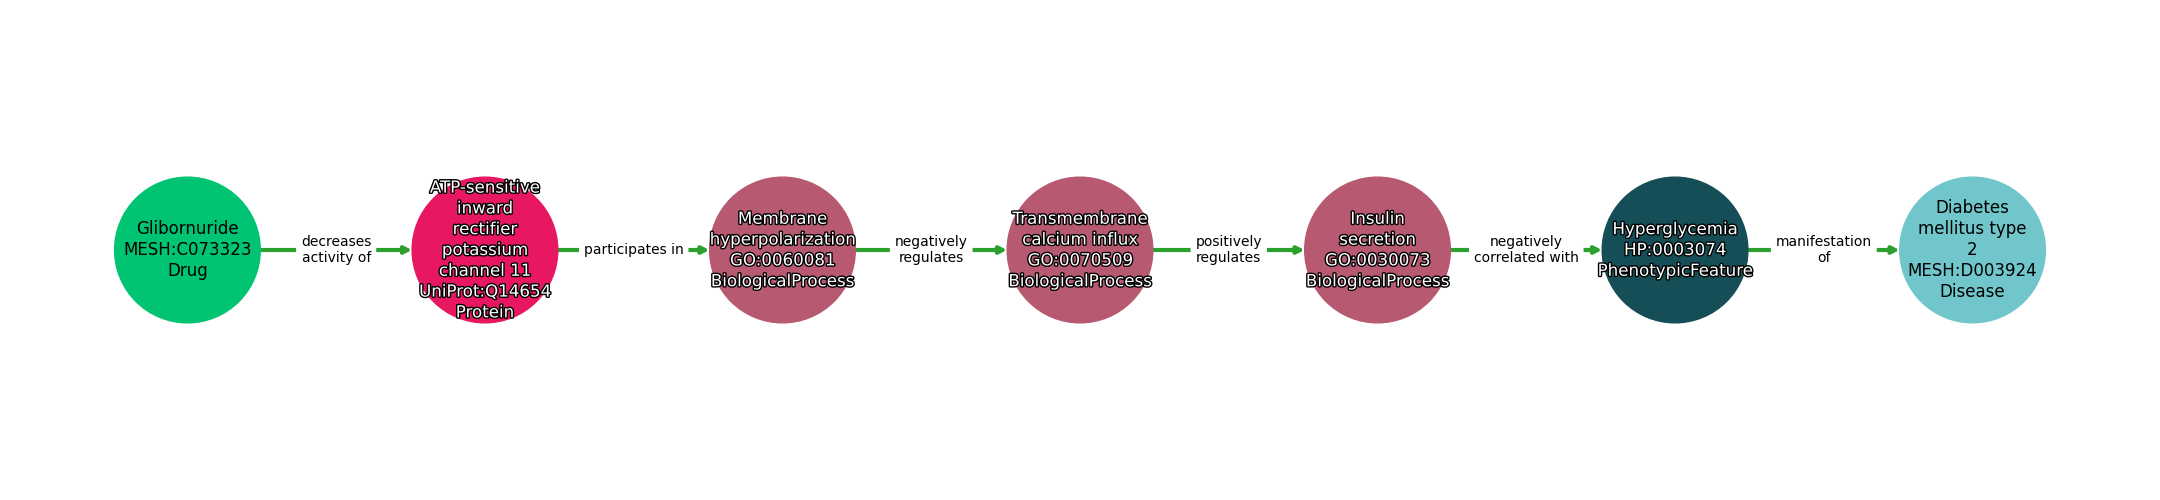 Glibornuride
MESH:C073323
Drug
decreases
activity of
ATP-sensitive
inward
rectifier
potassium
channel 11
UniProt:Q14654
Protein
participates in
Membrane
hyperpolarization
GO:0060081
BiologicalProcess
negatively
regulates
Transmembrane
calcium influx
GO:0070509
BiologicalProcess
positively
regulates
Insulin
secretion
GO:0030073
BiologicalProcess
negatively
correlated with
Hyperglycemia
HP:0003074
PhenotypicFeature
manifestation
of
Diabetes
mellitus type
2
MESH:D003924
Disease